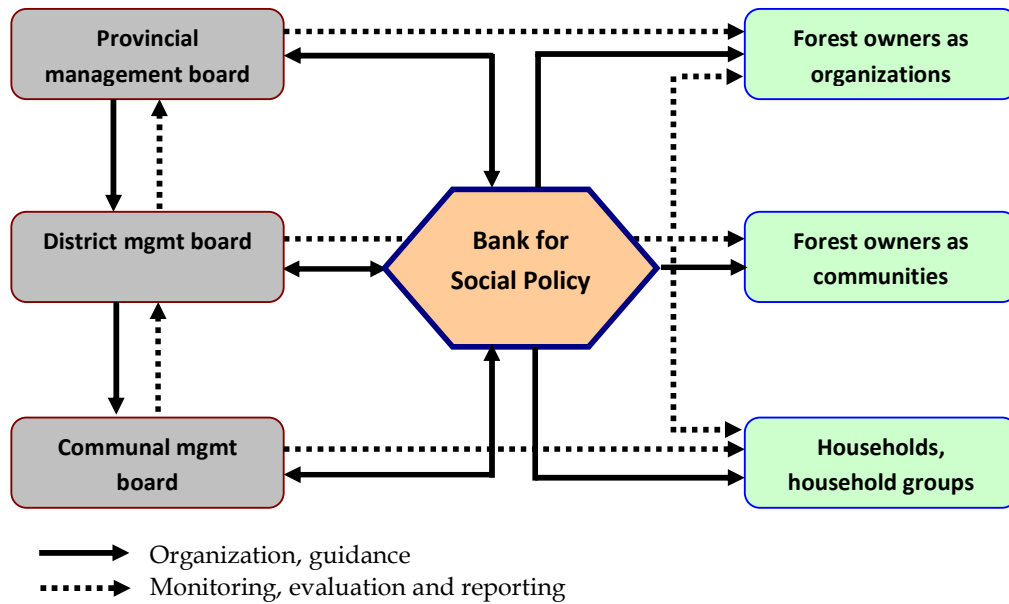 Provincial
management board
Forest owners as
organizations
District mgmt board
Bank for
Social Policy
Forest owners as
communities
Communal mgmt
board
Households,
household groups
Organization, guidance
Monitoring, evaluation and reporting